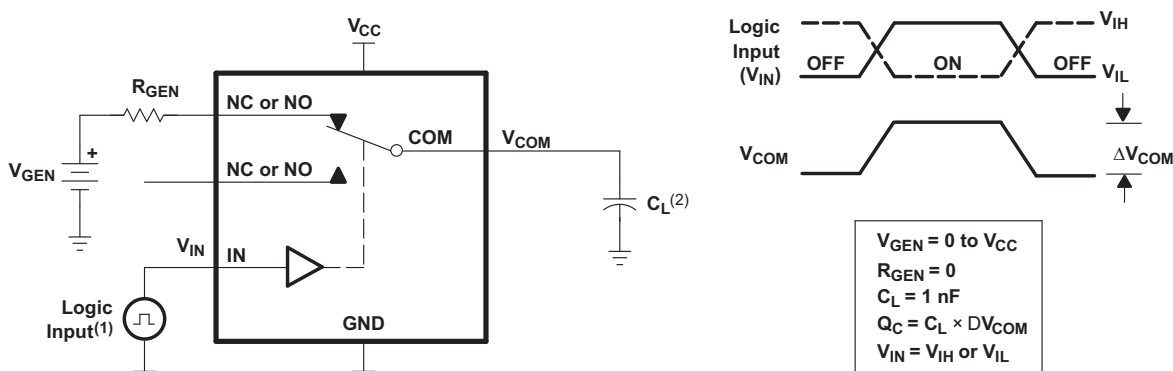 VCC
RGEN
NC or NO
COM
VCOM
VGEN
+
NC or NO
CL(2)
VIN
IN
Logic
Input(1)
GND
Logic
Input
(VIN)
VIH
OFF
ON
OFF
VIL
VCOM
ΔVCOM
VGEN = 0 to VCC
RGEN = 0
CL = 1 nF
QC = CL × DVCOM
VIN = VIH or VIL